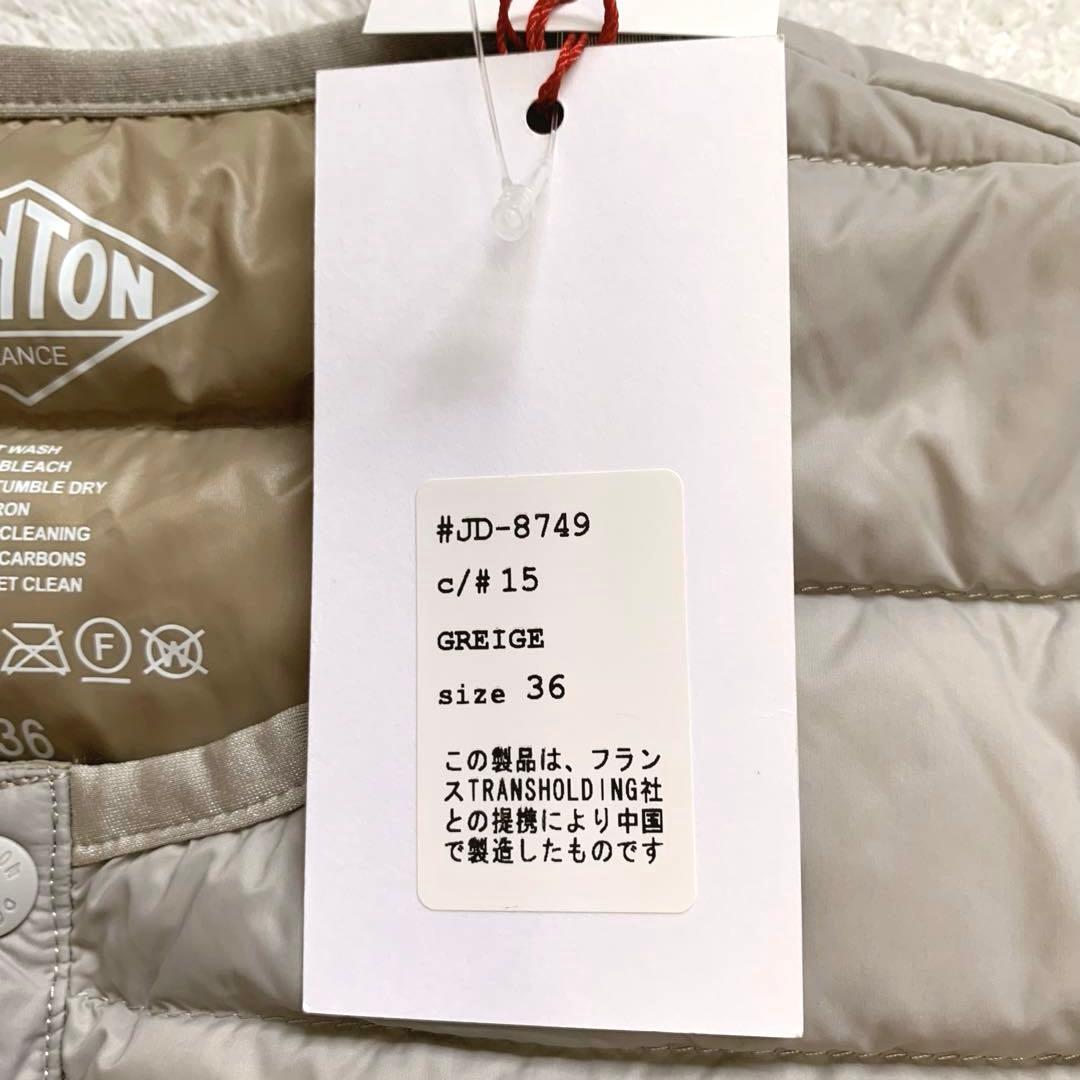 YTON
ANCE
T WASH
BLEACH
TUMBLE DRY
RON
CLEANING
CARBONS
ET CLEAN
F
W
36
#JD-8749
c/# 15
GREIGE
size 36
この製品は、フラン
スTRANSHOLDING社
との提携により中国
で製造したものです